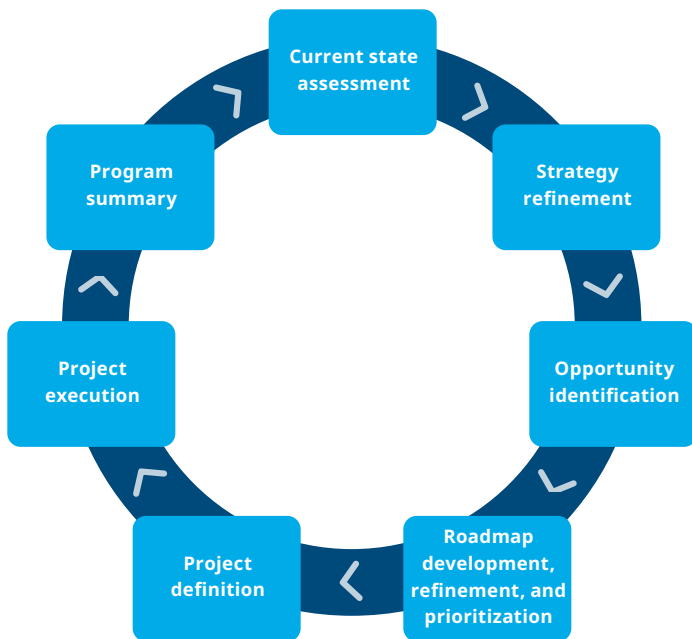 Current state
assessment
Strategy
refinement
Opportunity
identification
Roadmap
development,
refinement, and
prioritization
Project
definition
Project
execution
Program
summary